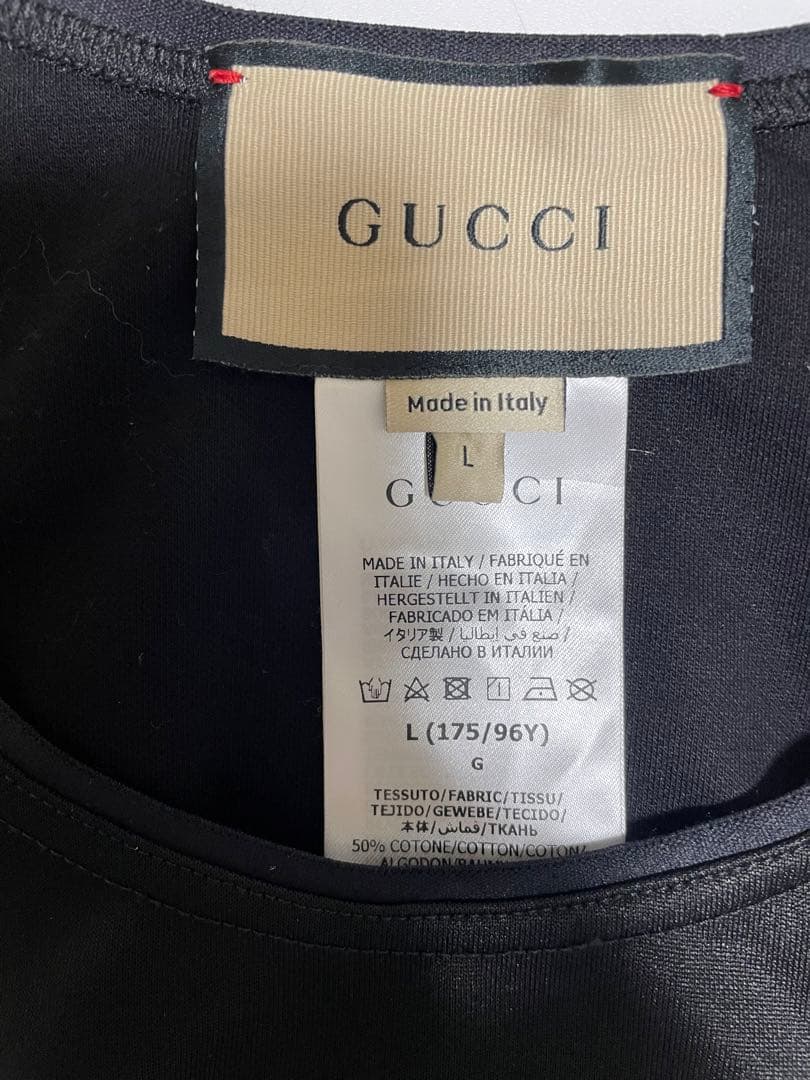 GUCCI
Made in Italy
L
GUCCI
MADE IN ITALY / FABRIQUÉ EN
ITALIE / HECHO EN ITALIA /
HERGESTELLT IN ITALIEN /
FABRICADO EM ITÁLIA /
イタリア製 / صنع في إيطاليا /
СДЕЛАНО В ИТАЛИИ
L (175/96Y)
G
TESSUTO/FABRIC/TISSU/
TEJIDO/GEWEBE/TECIDO/
本体/قماش/ТКАНЬ
50% COTONE/COTTON/COTON/